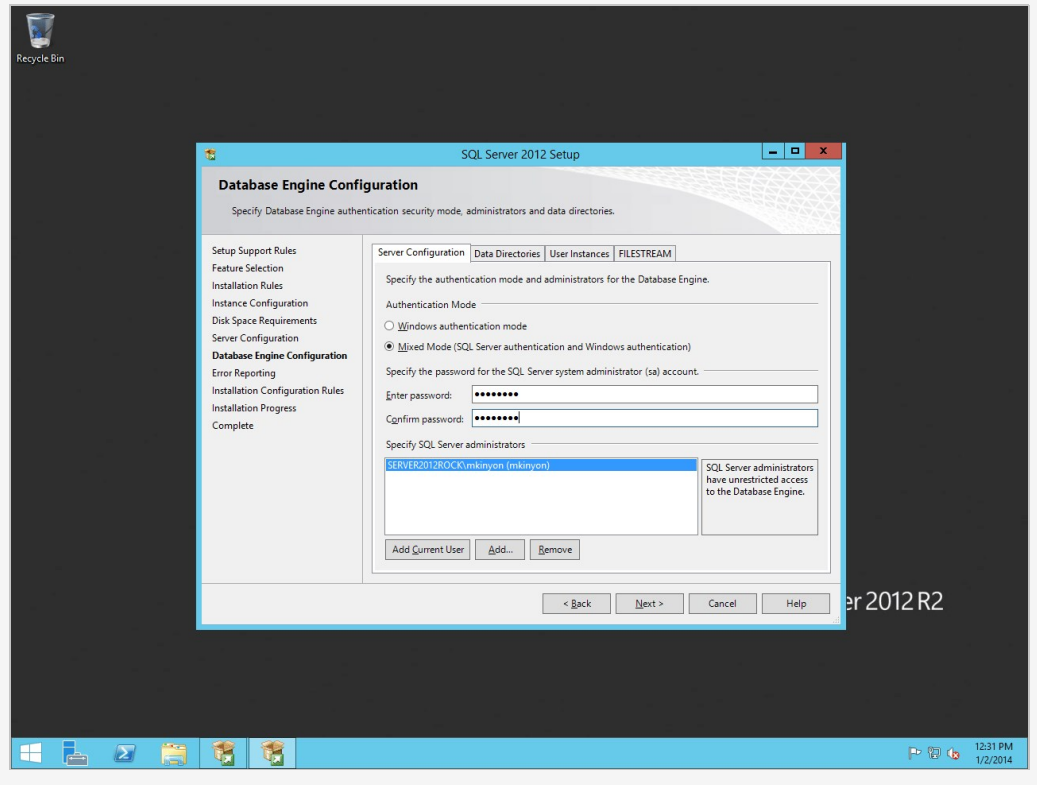 Recycle Bin
SQL Server 2012 Setup
Database Engine Configuration
Specify Database Engine authentication security mode, administrators and data directories.
Setup Support Rules
Feature Selection
Installation Rules
Instance Configuration
Disk Space Requirements
Server Configuration
Database Engine Configuration
Error Reporting
Installation Configuration Rules
Installation Progress
Complete
Server Configuration Data Directories User Instances FILESTREAM
Specify the authentication mode and administrators for the Database Engine.
Authentication Mode
Windows authentication mode
Mixed Mode (SQL Server authentication and Windows authentication)
Specify the password for the SQL Server system administrator (sa) account.
Enter password: ●●●●●●●●
Confirm password: ●●●●●●●●
Specify SQL Server administrators
SERVER2012ROCK\mkinyon (mkinyon)
SQL Server administrators
have unrestricted access
to the Database Engine.
Add Current User Add... Remove
< Back Next > Cancel Help
er 2012 R2
12:31 PM
1/2/2014